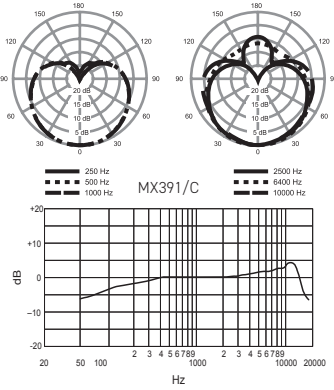 180
150 150
120 120
90 90
20 dB
15 dB
10 dB
5 dB
60 60
30 30
0
180
150 150
120 120
90 90
20 dB
15 dB
10 dB
5 dB
60 60
30 30
0
250 Hz
500 Hz
1000 Hz
MX391/C
2500 Hz
6400 Hz
10000 Hz
+20
+10
0
–10
-20
dB
2 3 4 5 6 7 8 9 2 3 4 5 6 7 8 9
20 50 100 1000 10000 20000
Hz